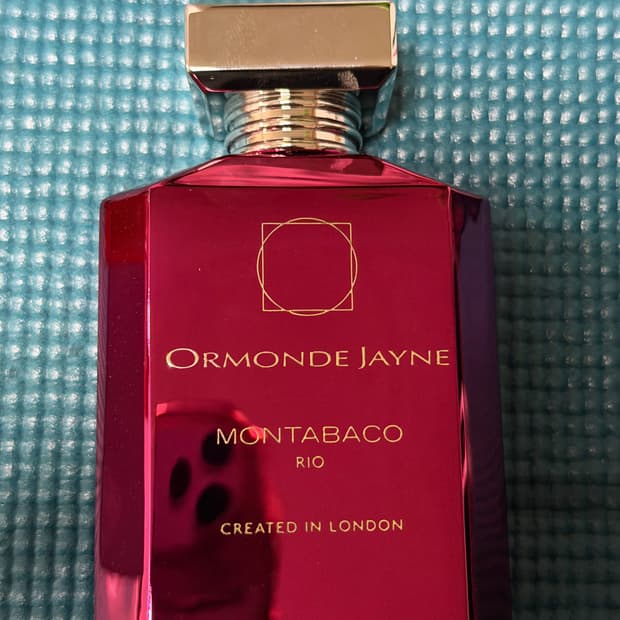 ORMONDE JAYNE
MONTABACO
RIO
CREATED IN LONDON